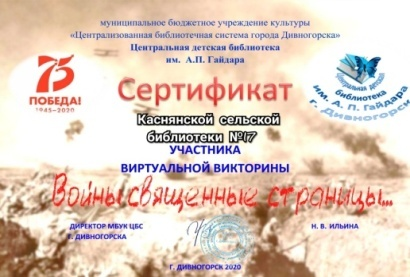 муниципальное бюджетное учреждение культуры
«Централизованная библиотечная система города Дивногорска»
Центральная детская библиотека
им. А.П. Гайдара
75
ПОБЕДА!
1945-2020
Центральная детская
библиотека
им. А. П. Гайдара
г. Дивногорск
Сертификат
Каснянской сельской
библиотеки №17
УЧАСТНИКА
ВИРТУАЛЬНОЙ ВИКТОРИНЫ
Войны священные страницы...
ДИРЕКТОР МБУК ЦБС
Г. ДИВНОГОРСКА
Н. В. ИЛЬИНА
Г. ДИВНОГОРСК 2020